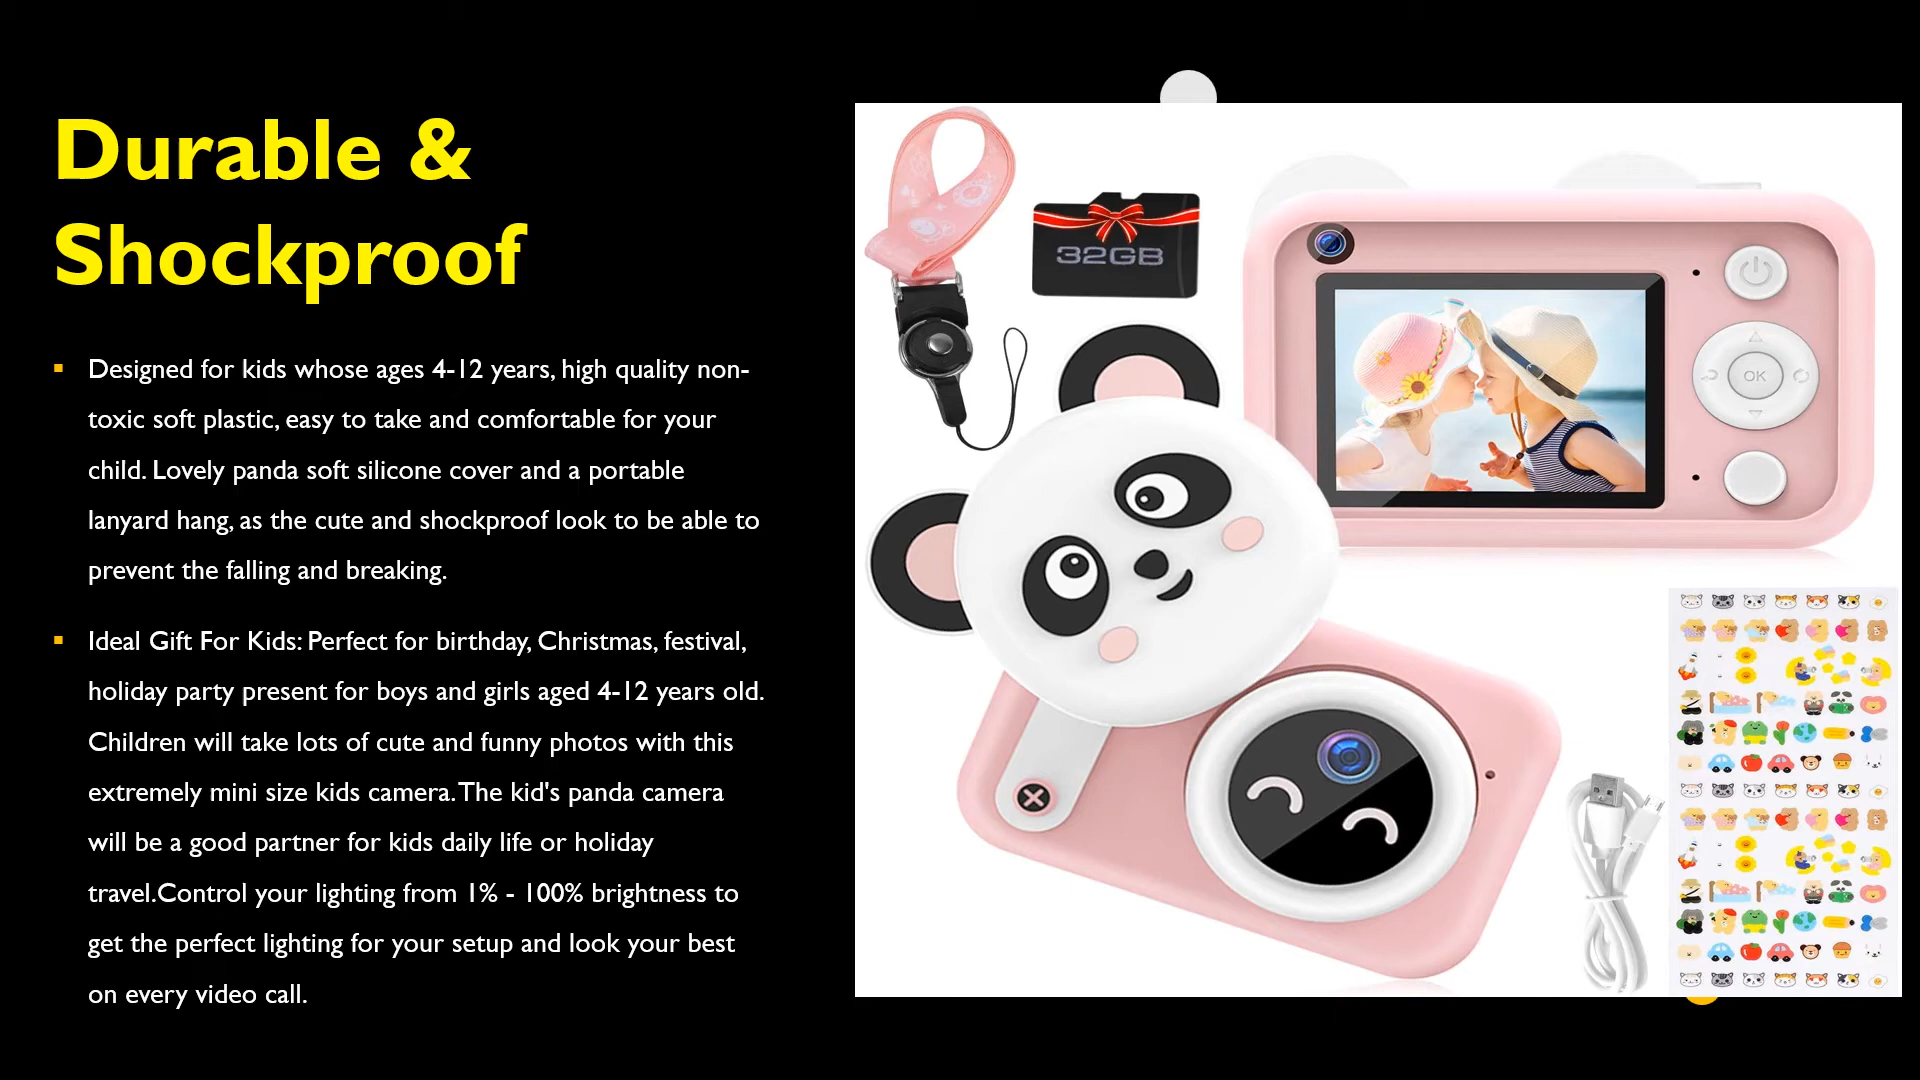 Durable &
Shockproof
Designed for kids whose ages 4-12 years, high quality non-
toxic soft plastic, easy to take and comfortable for your
child. Lovely panda soft silicone cover and a portable
lanyard hang, as the cute and shockproof look to be able to
prevent the falling and breaking.
Ideal Gift For Kids: Perfect for birthday, Christmas, festival,
holiday party present for boys and girls aged 4-12 years old.
Children will take lots of cute and funny photos with this
extremely mini size kids camera. The kid's panda camera
will be a good partner for kids daily life or holiday
travel.Control your lighting from 1% - 100% brightness to
get the perfect lighting for your setup and look your best
on every video call.
32GB
OK